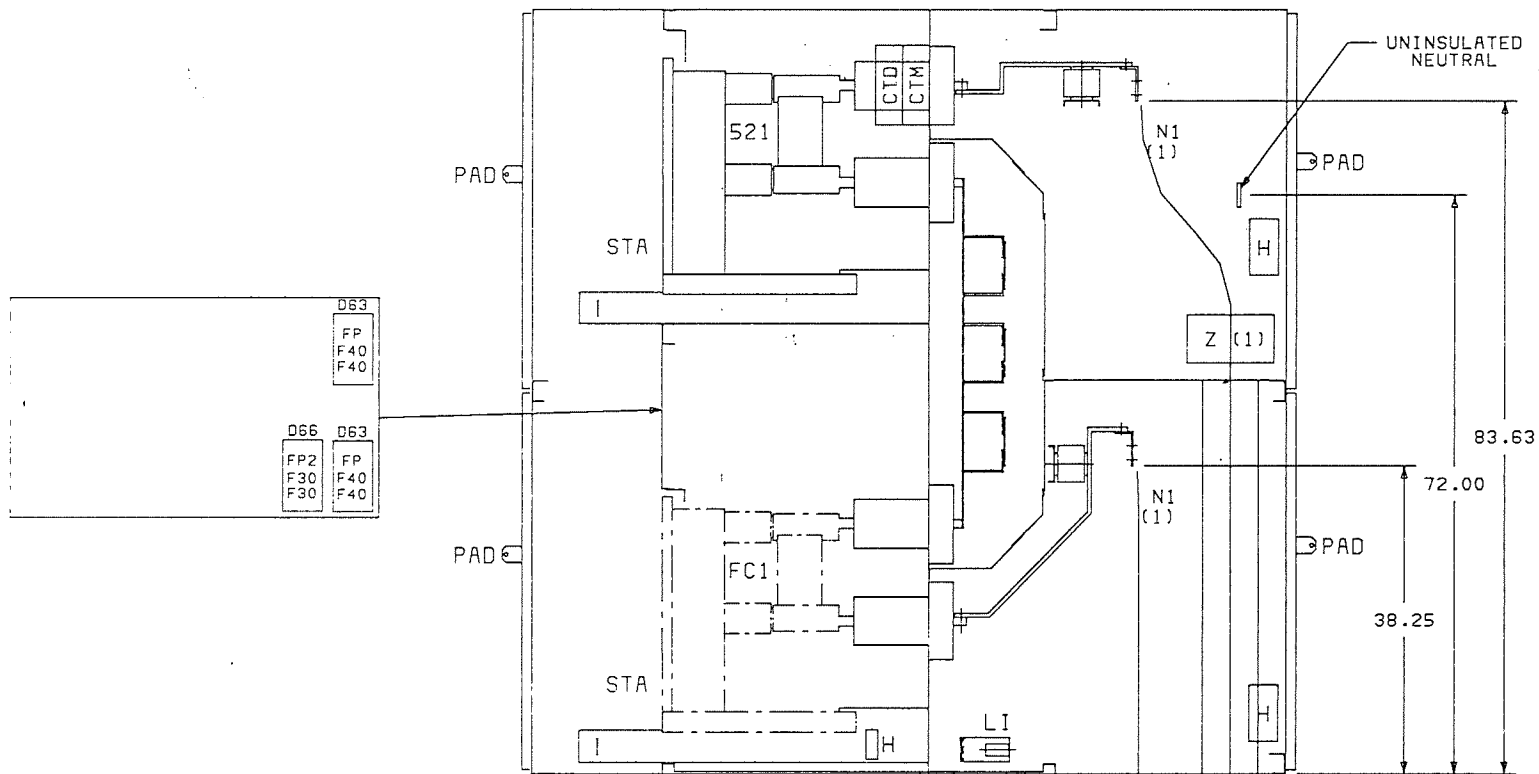 UNINSULATED
NEUTRAL
CTD
CTM
521
N1
(1)
PAD
PAD
STA
H
I
D63
FP
F40
F40
Z (1)
D66
D63
FP2
F30
F30
FP
F40
F40
83.63
72.00
N1
(1)
PAD
FC1
PAD
38.25
STA
H
LI
I
H